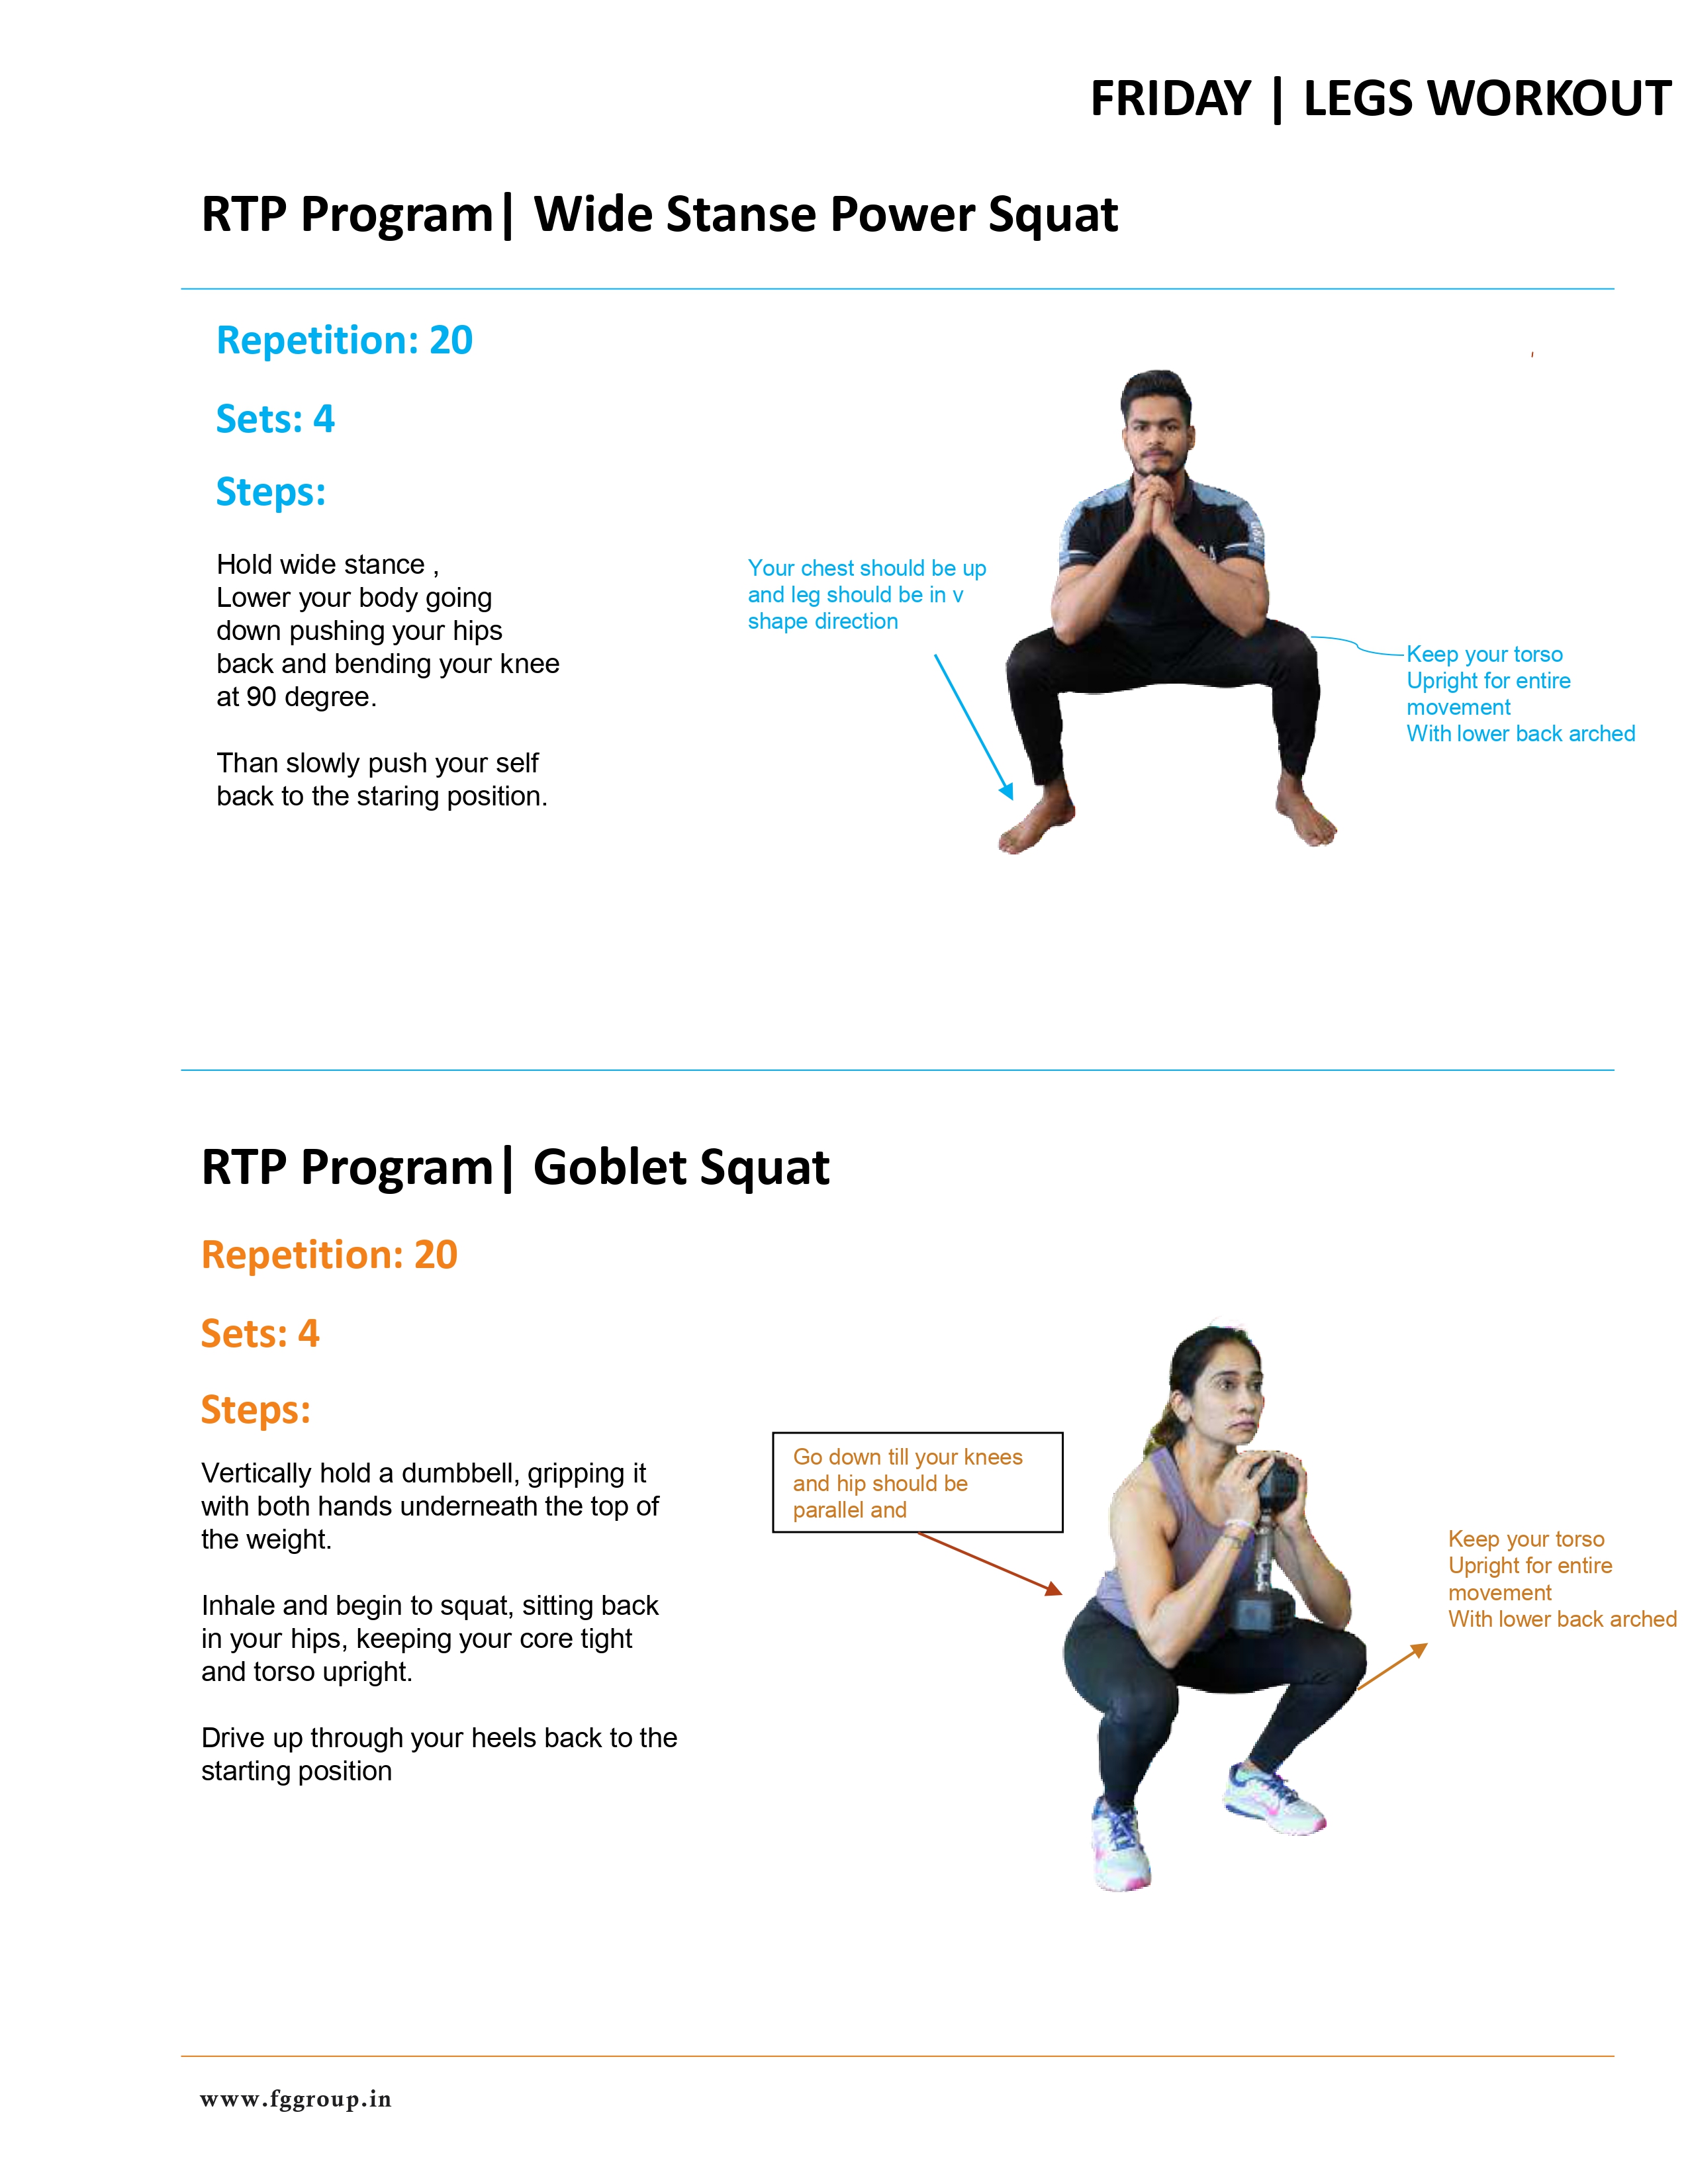 FRIDAY | LEGS WORKOUT
RTP Program| Wide Stanse Power Squat
Repetition: 20
Sets: 4
Steps:
Hold wide stance ,
Lower your body going
down pushing your hips
back and bending your knee
at 90 degree.
Than slowly push your self
back to the staring position.
Your chest should be up
and leg should be in v
shape direction
Keep your torso
Upright for entire
movement
With lower back arched
RTP Program| Goblet Squat
Repetition: 20
Sets: 4
Steps:
Vertically hold a dumbbell, gripping it
with both hands underneath the top of
the weight.
Inhale and begin to squat, sitting back
in your hips, keeping your core tight
and torso upright.
Drive up through your heels back to the
starting position
Go down till your knees
and hip should be
parallel and
Keep your torso
Upright for entire
movement
With lower back arched
www.fggroup.in